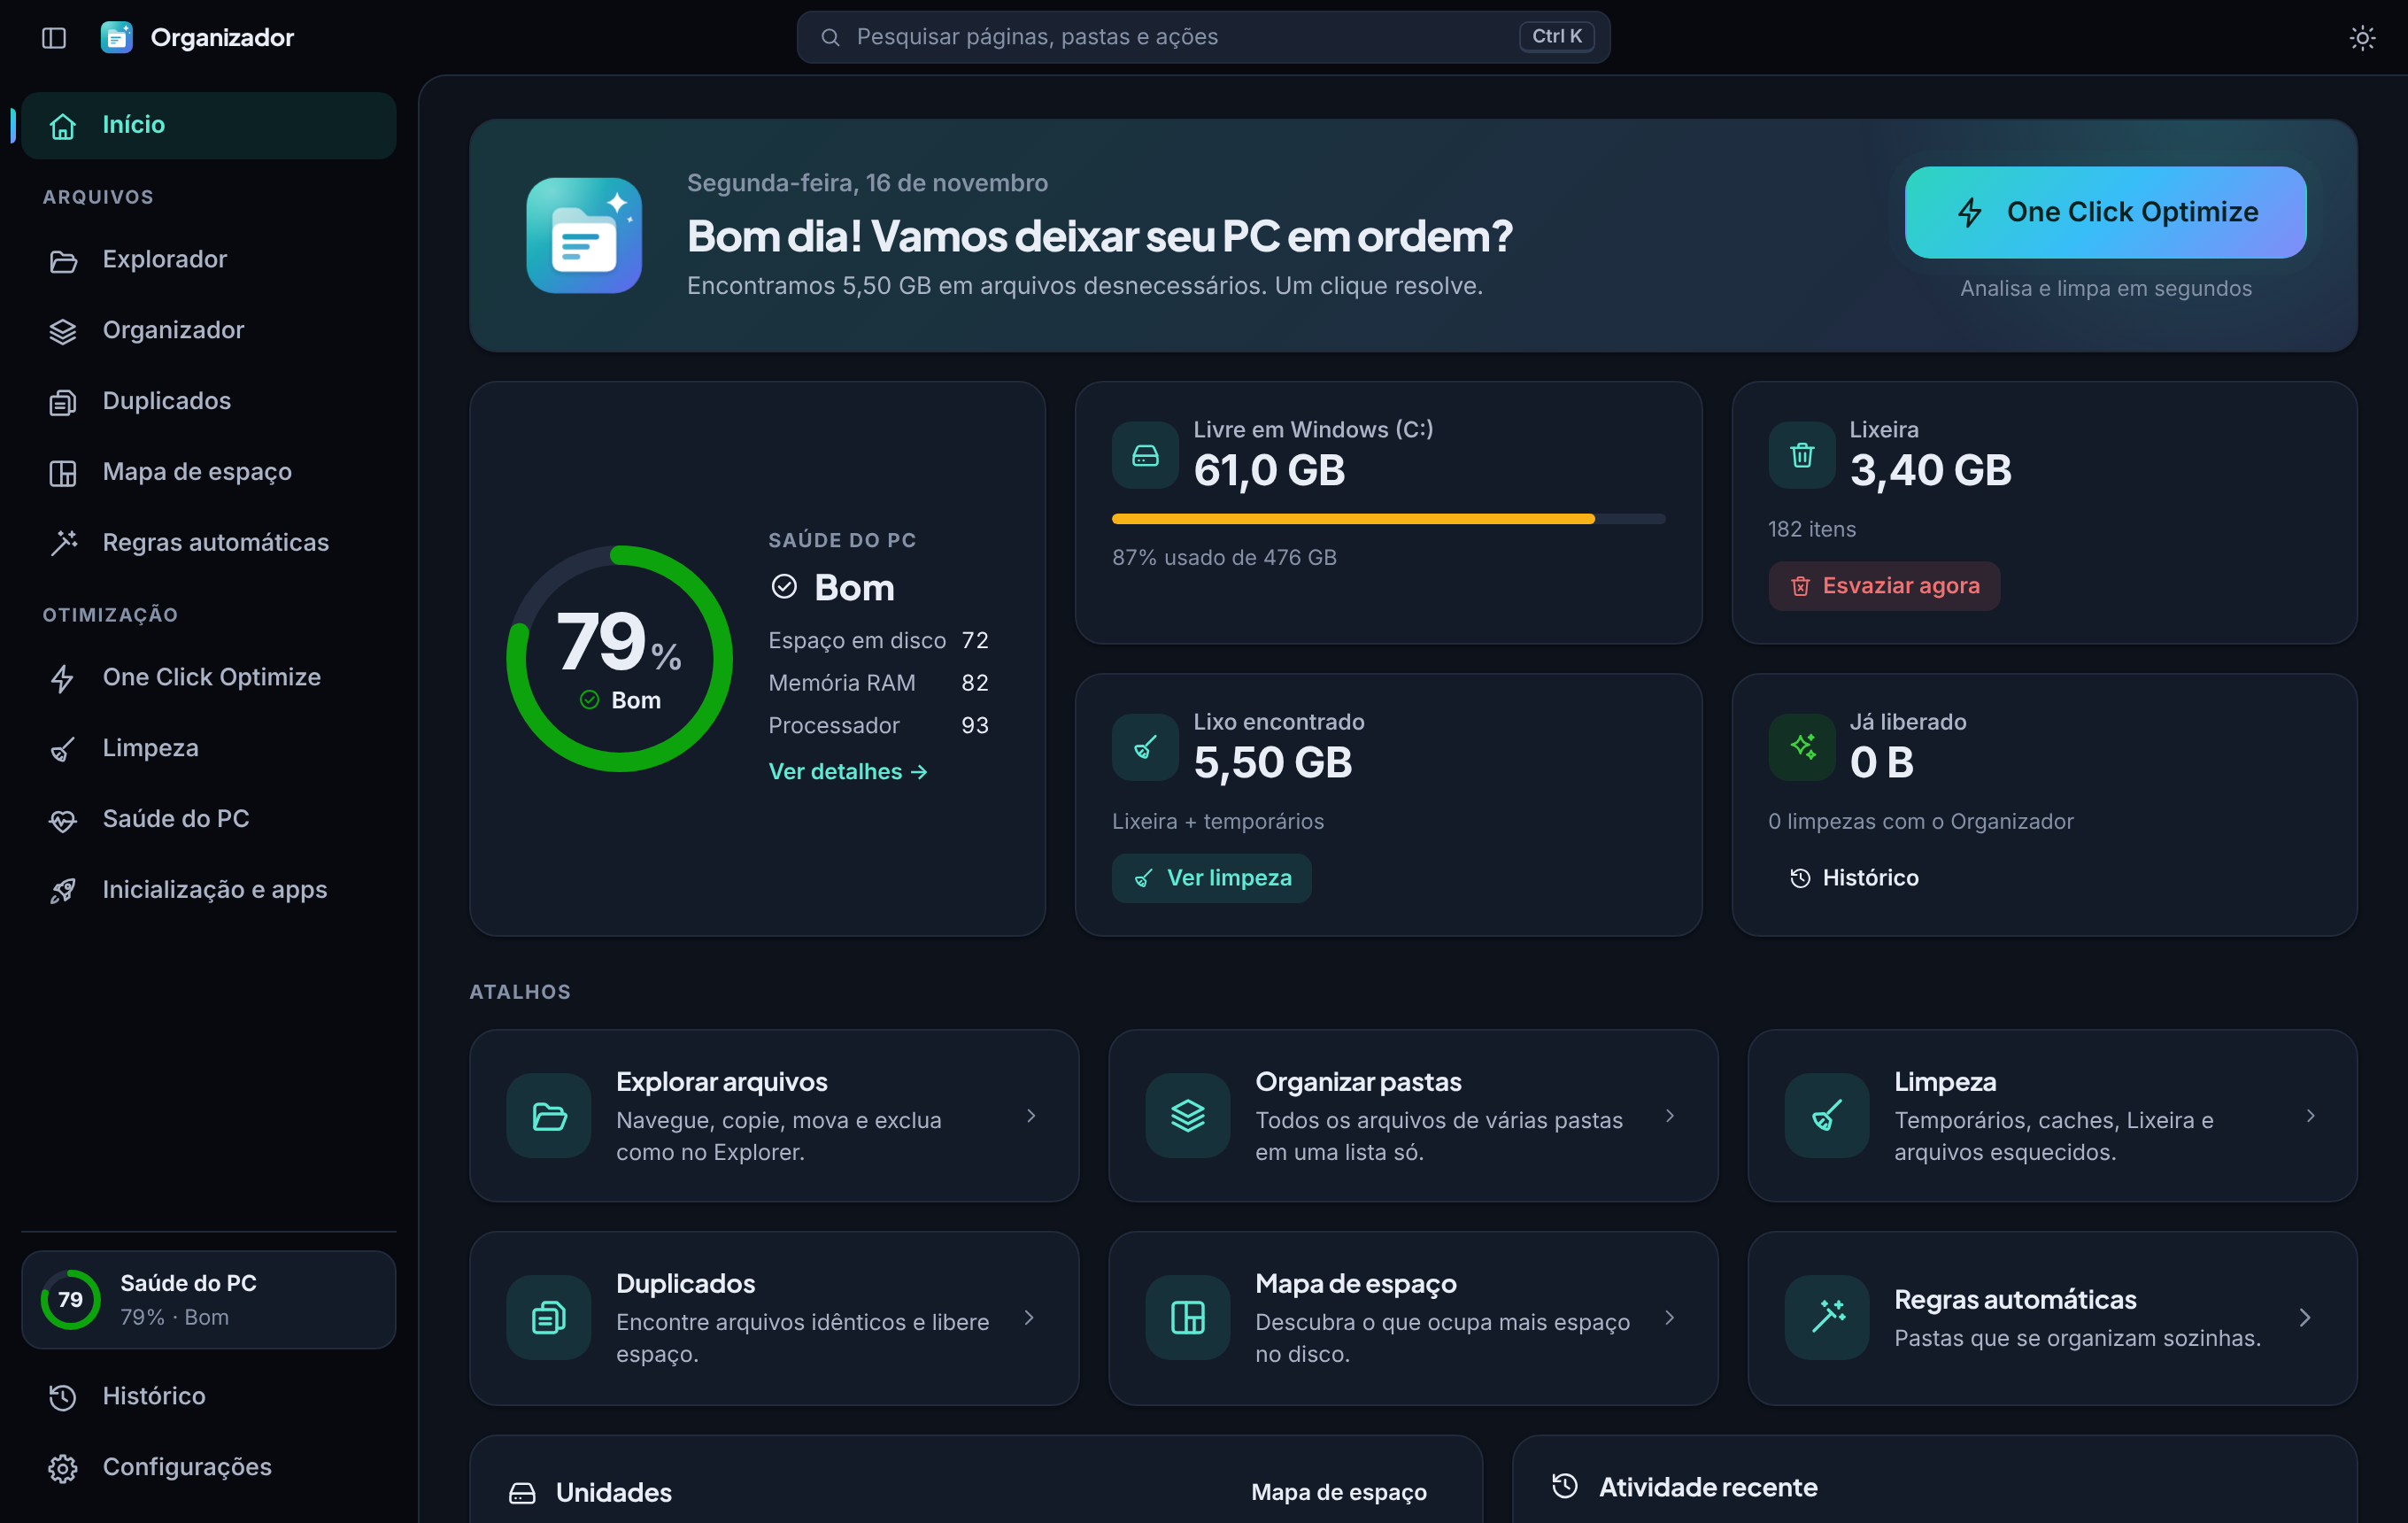 Organizador
Pesquisar páginas, pastas e ações
Ctrl K
Início
ARQUIVOS
Explorador
Organizador
Duplicados
Mapa de espaço
Regras automáticas
OTIMIZAÇÃO
One Click Optimize
Limpeza
Saúde do PC
Inicialização e apps
79
Saúde do PC
79% · Bom
Histórico
Configurações
Segunda-feira, 16 de novembro
Bom dia! Vamos deixar seu PC em ordem?
Encontramos 5,50 GB em arquivos desnecessários. Um clique resolve.
One Click Optimize
Analisa e limpa em segundos
79%
Bom
SAÚDE DO PC
Bom
Espaço em disco 72
Memória RAM 82
Processador 93
Ver detalhes →
Livre em Windows (C:)
61,0 GB
87% usado de 476 GB
Lixeira
3,40 GB
182 itens
Esvaziar agora
Lixo encontrado
5,50 GB
Lixeira + temporários
Ver limpeza
Já liberado
0 B
0 limpezas com o Organizador
Histórico
ATALHOS
Explorar arquivos
Navegue, copie, mova e exclua
como no Explorer.
Organizar pastas
Todos os arquivos de várias pastas
em uma lista só.
Limpeza
Temporários, caches, Lixeira e
arquivos esquecidos.
Duplicados
Encontre arquivos idênticos e libere
espaço.
Mapa de espaço
Descubra o que ocupa mais espaço
no disco.
Regras automáticas
Pastas que se organizam sozinhas.
Unidades
Mapa de espaço
Atividade recente